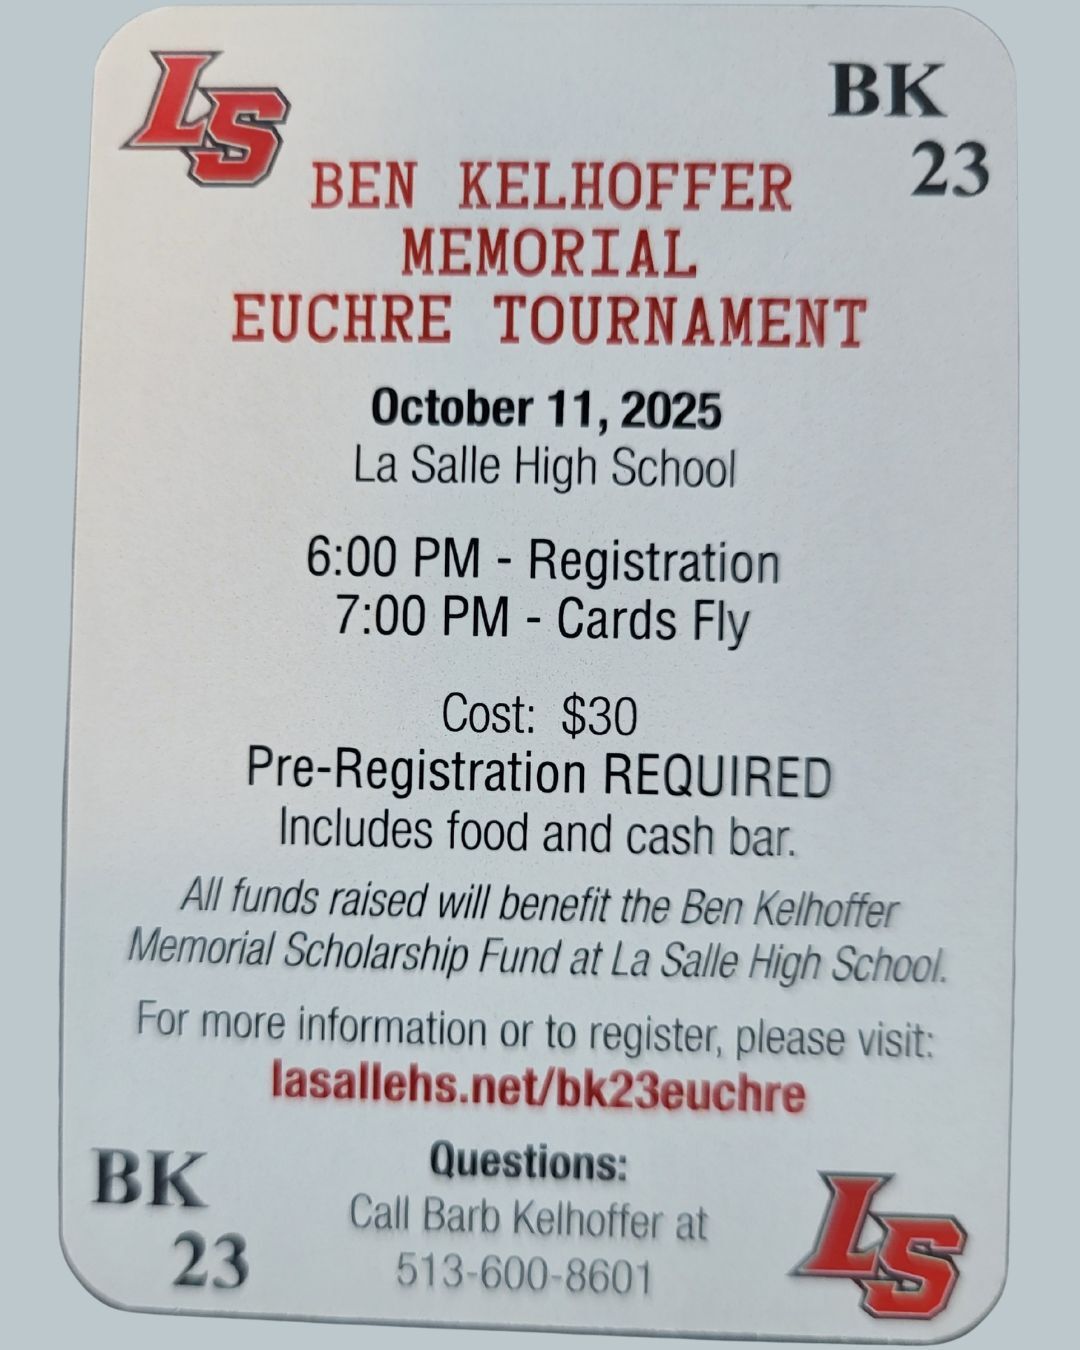 LS
BK
23
BEN KELHOFFER
MEMORIAL
EUCHRE TOURNAMENT
October 11, 2025
La Salle High School
6:00 PM - Registration
7:00 PM - Cards Fly
Cost: $30
Pre-Registration REQUIRED
Includes food and cash bar.
All funds raised will benefit the Ben Kelhoffer
Memorial Scholarship Fund at La Salle High School.
For more information or to register, please visit:
lasallehs.net/bk23euchre
Questions:
Call Barb Kelhoffer at
513-600-8601
BK
23
LS